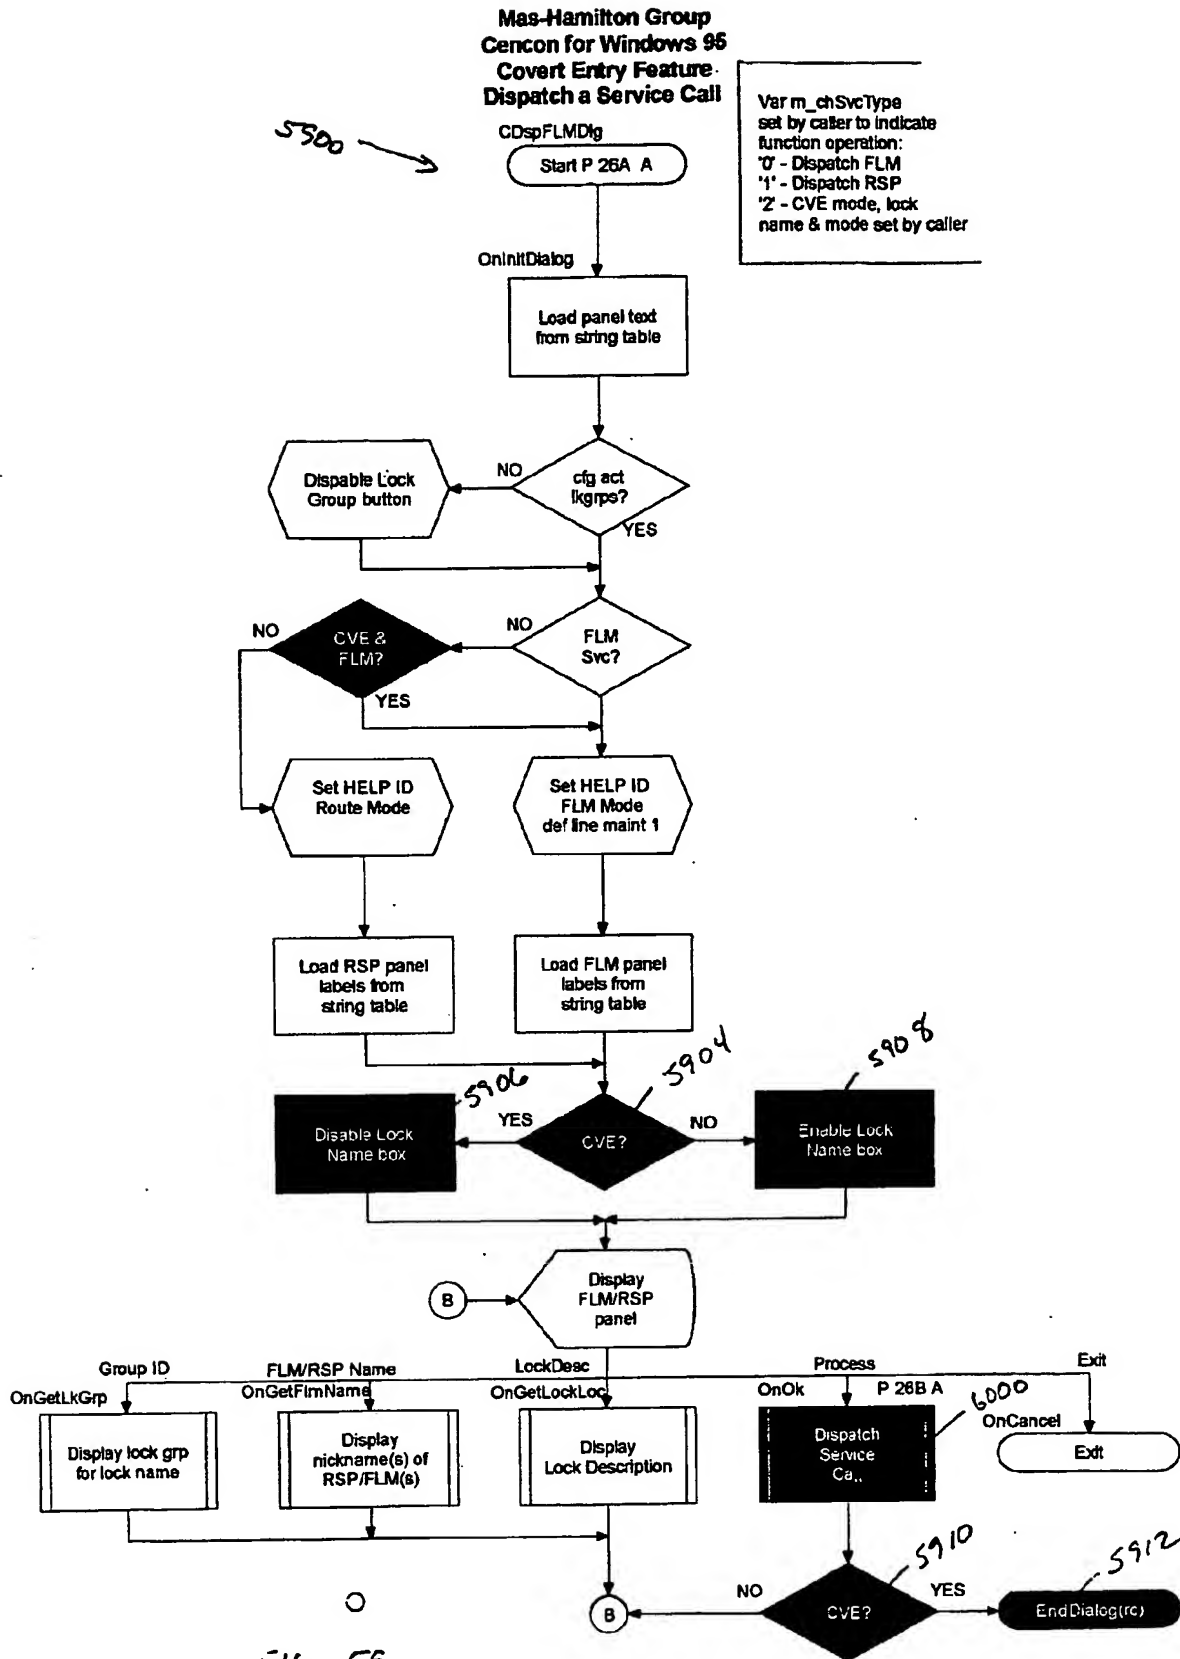 Mas-Hamilton Group
Cencon for Windows 95
Covert Entry Feature
Dispatch a Service Call
5900
CDspFLMDlg
Start P 26A A
Var m_chSvcType
set by caller to indicate
function operation:
'0' - Dispatch FLM
'1' - Dispatch RSP
'2' - CVE mode, lock
name & mode set by caller
OnInitDialog
Load panel text
from string table
Dispable Lock
Group button
NO
cfg act
lkgrps?
YES
NO
CVE &
FLM?
NO
FLM
Svc?
YES
Set HELP ID
Route Mode
Set HELP ID
FLM Mode
def line maint 1
Load RSP panel
labels from
string table
Load FLM panel
labels from
string table
5906
5904
5908
Disable Lock
Name box
YES
CVE?
NO
Enable Lock
Name box
B
Display
FLM/RSP
panel
Group ID
FLM/RSP Name
LockDesc
Process
Exit
OnGetLkGrp
OnGetFlmName
OnGetLockLoc
OnOk
P 26B A
6000
OnCancel
Display lock grp
for lock name
Display
nickname(s) of
RSP/FLM(s)
Display
Lock Description
Dispatch
Service
Exit
5910
5912
B
NO
CVE?
YES
EndDialog(rc)